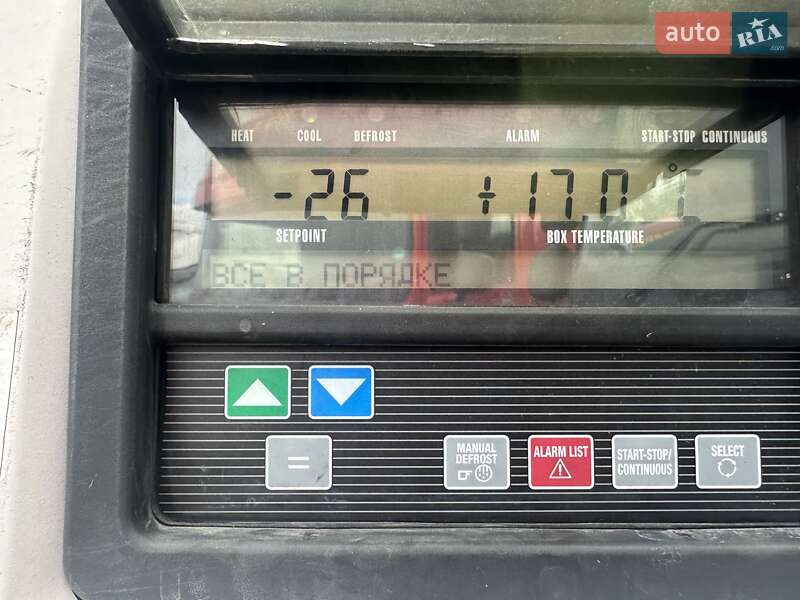 auto RIA .com
HEAT COOL DEFROST ALARM START-STOP CONTINUOUS
-26 +17.0 °C
SETPOINT BOX TEMPERATURE
ВСЕ В ПОРЯДКЕ
=
MANUAL DEFROST ALARM LIST START-STOP/ CONTINUOUS SELECT